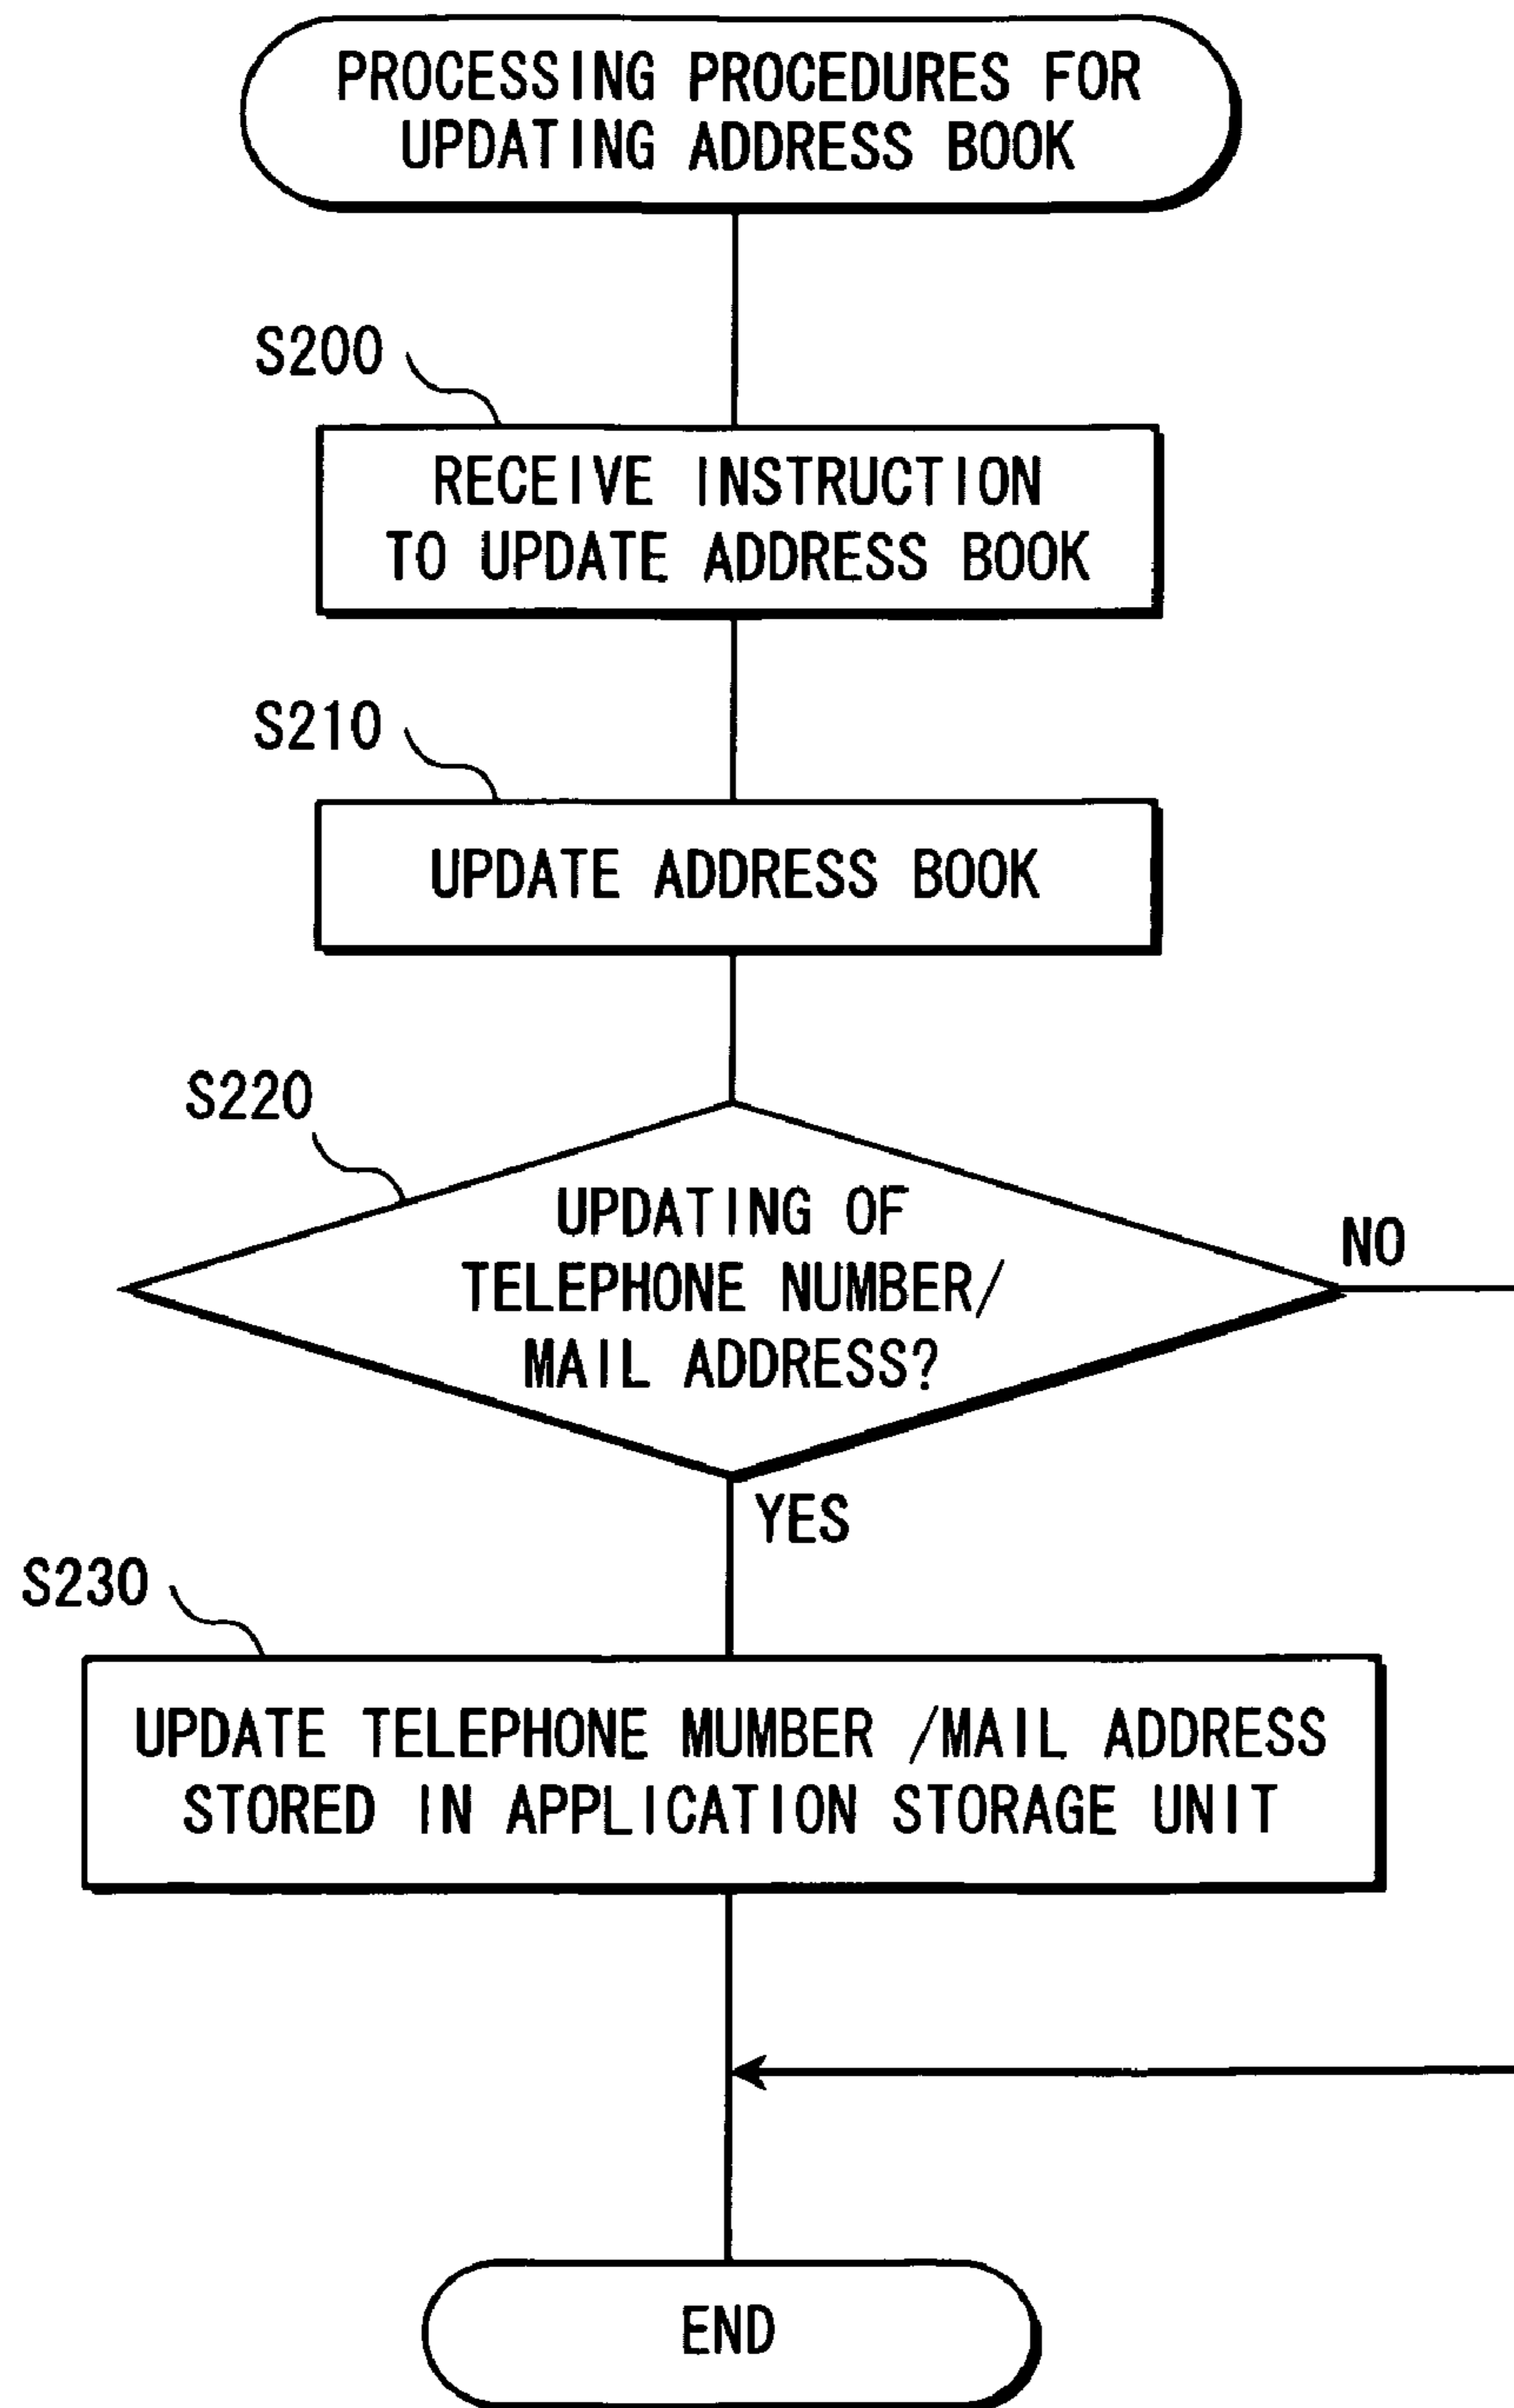 PROCESSING PROCEDURES FOR
UPDATING ADDRESS BOOK
S200
RECEIVE INSTRUCTION
TO UPDATE ADDRESS BOOK
S210
UPDATE ADDRESS BOOK
S220
UPDATING OF
TELEPHONE NUMBER/
MAIL ADDRESS?
NO
YES
S230
UPDATE TELEPHONE MUMBER /MAIL ADDRESS
STORED IN APPLICATION STORAGE UNIT
END